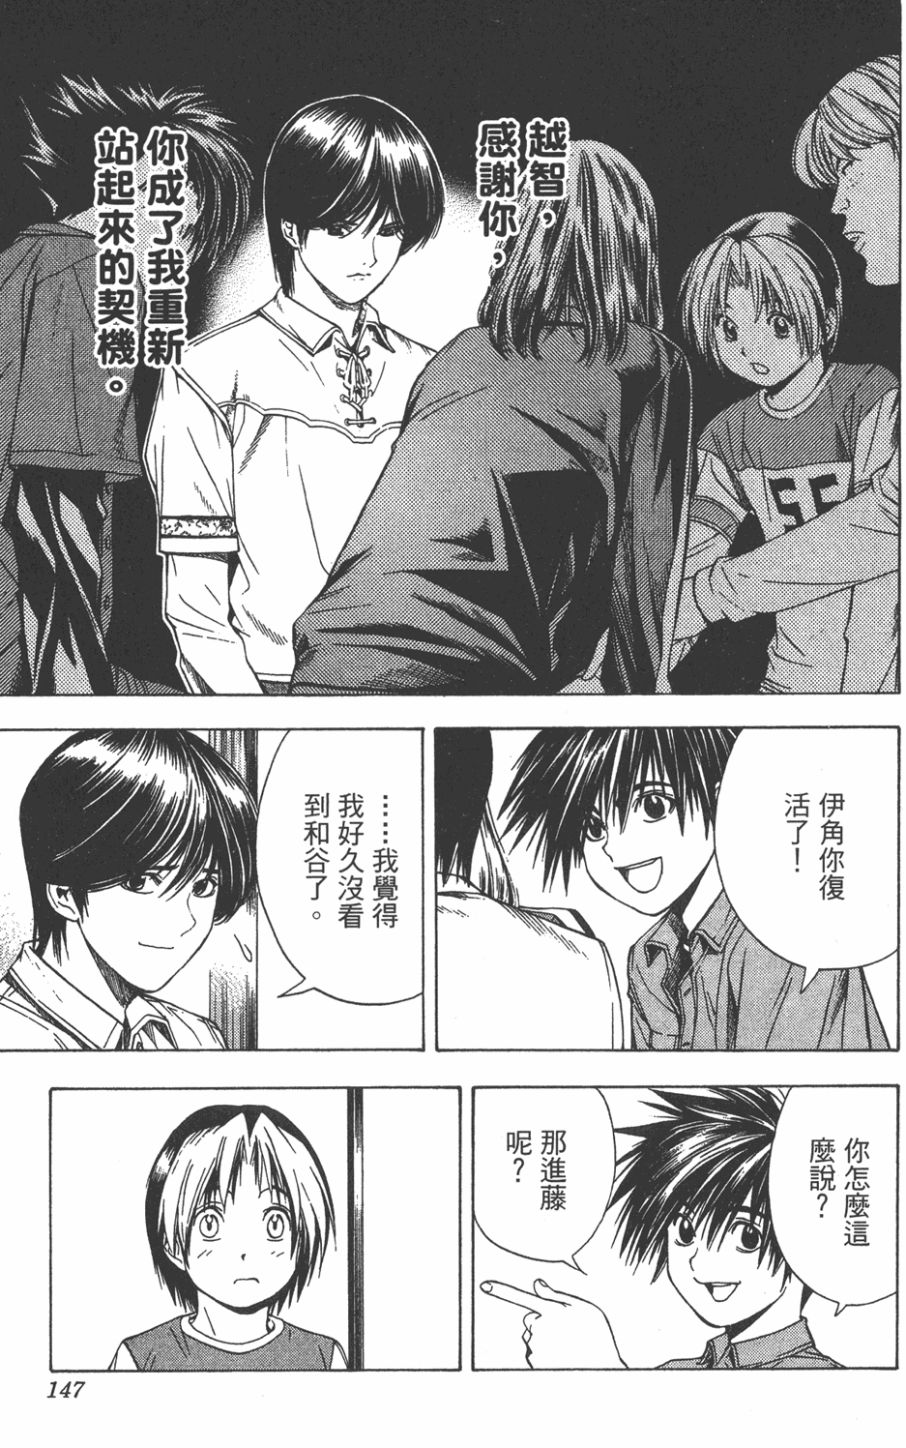 越智，
感謝你，
你成了我重新
站起來的契機。
伊角你復
活了！
……我覺得
我好久沒看
到和谷了。
你怎麼這
麼說？
那進藤
呢？
147